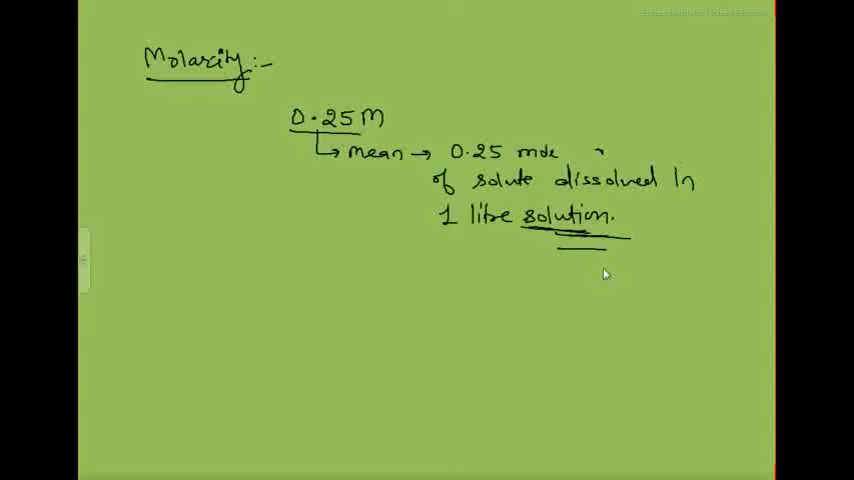 Molarity :-
0.25 M
↳ mean → 0.25 mole
of solute dissolved In
1 litre solution.